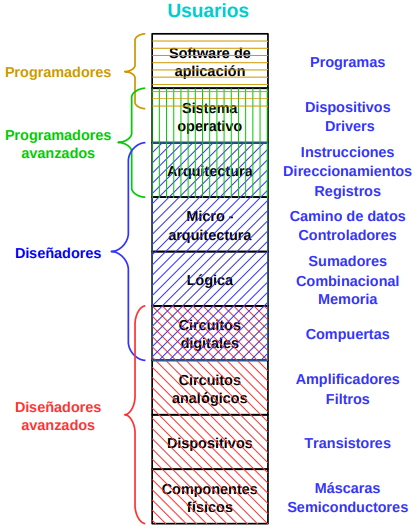 Usuarios
Software de
aplicación
Programas
Programadores
Sistema
operativo
Dispositivos
Drivers
Programadores
avanzados
Arquitectura
Instrucciones
Direccionamientos
Registros
Micro -
arquitectura
Camino de datos
Controladores
Diseñadores
Lógica
Sumadores
Combinacional
Memoria
Circuitos
digitales
Compuertas
Circuitos
analógicos
Amplificadores
Filtros
Diseñadores
avanzados
Dispositivos
Transistores
Componentes
físicos
Máscaras
Semiconductores